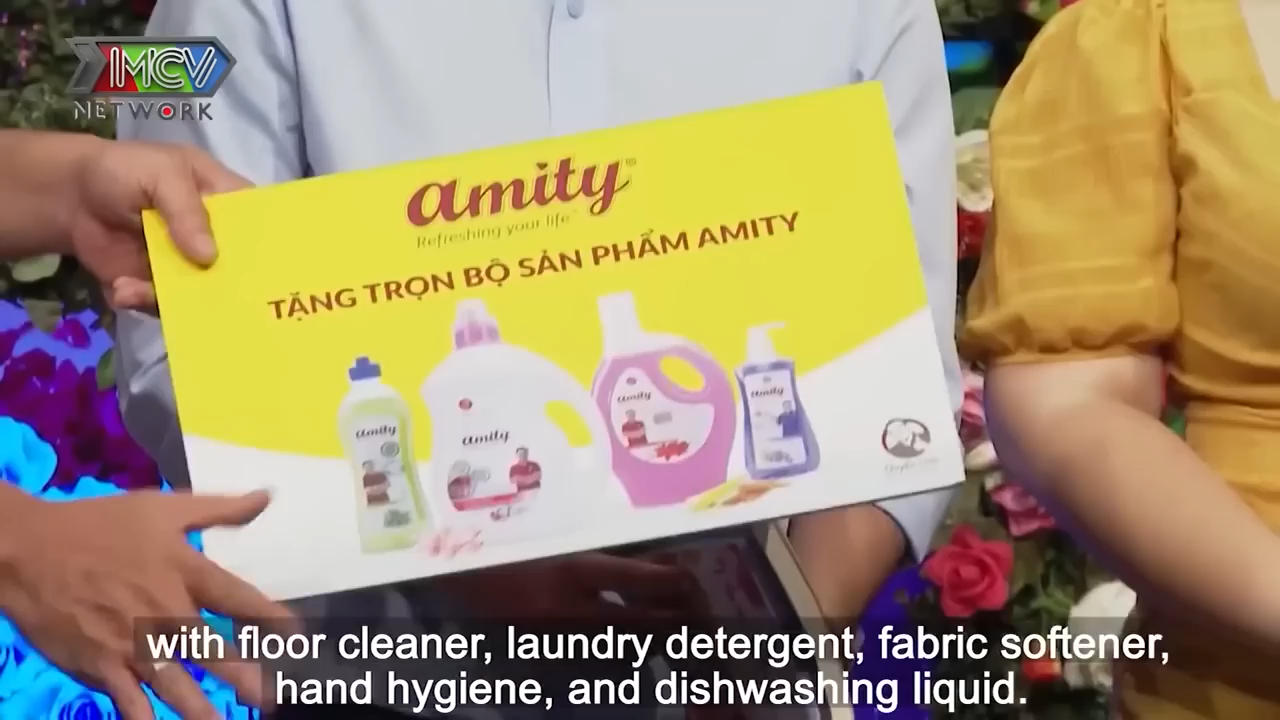 MCV
NETWORK
amity
Refreshing your life
TẶNG TRỌN BỘ SẢN PHẨM AMITY
amity
amity
amity
amity
with floor cleaner, laundry detergent, fabric softener,
hand hygiene, and dishwashing liquid.